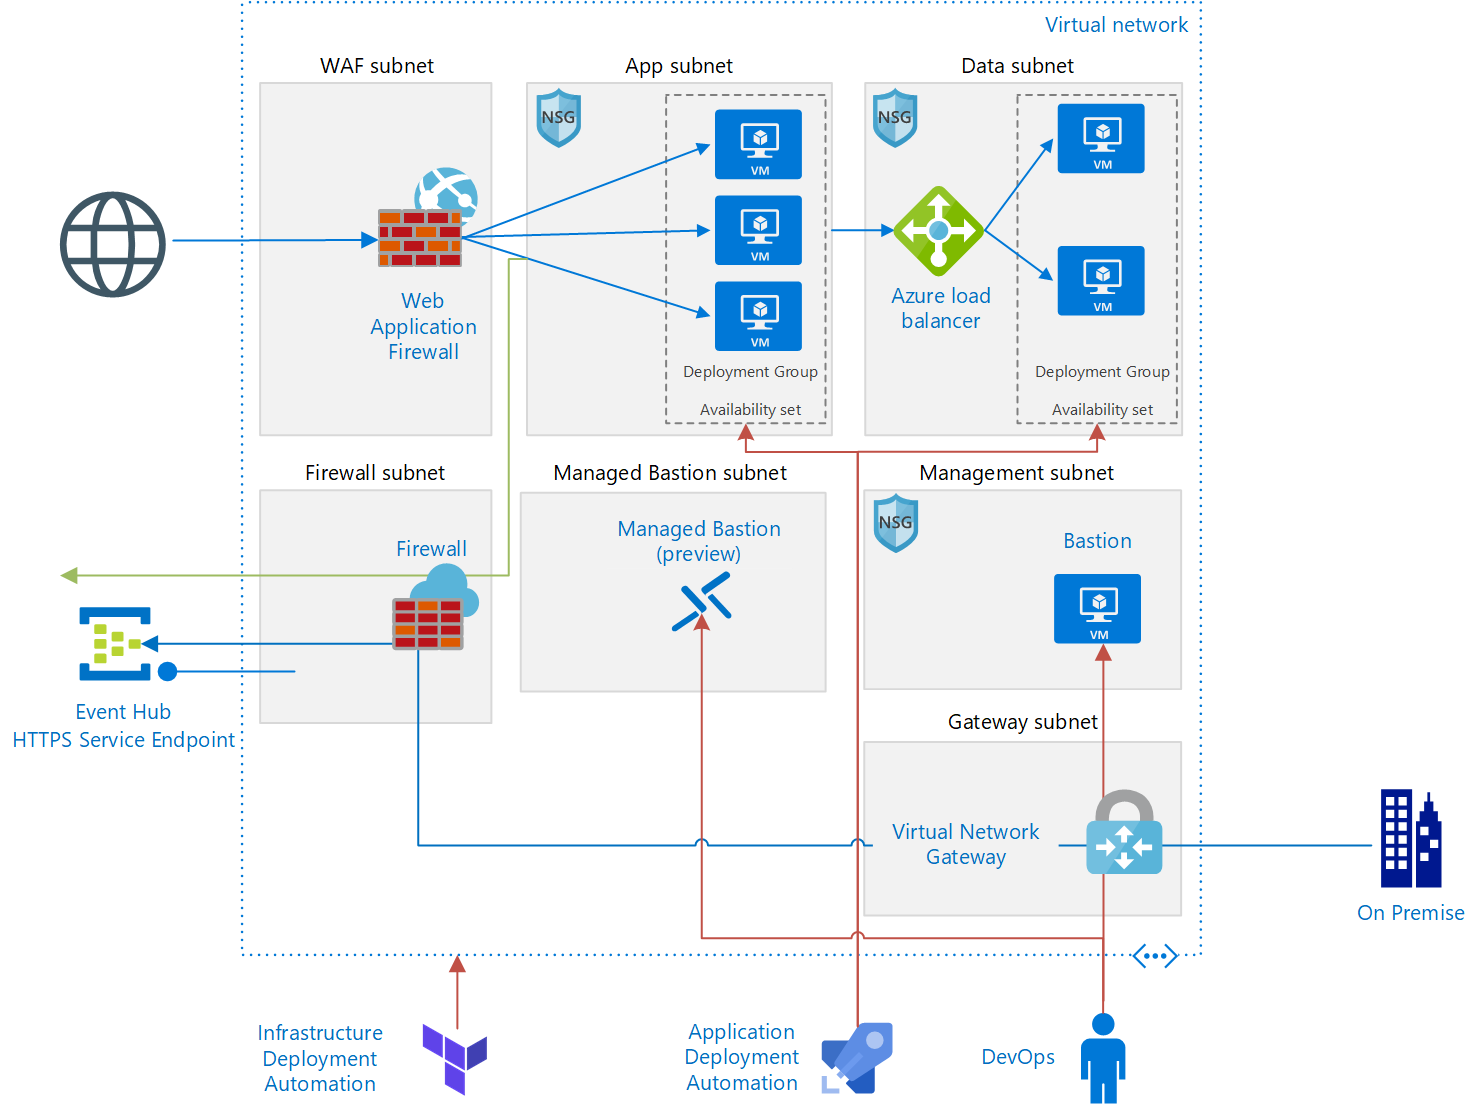 Virtual network
WAF subnet
App subnet
Data subnet
NSG
NSG
VM
VM
VM
VM
VM
Web
Application
Firewall
Azure load
balancer
Deployment Group
Availability set
Deployment Group
Availability set
Firewall subnet
Managed Bastion subnet
Management subnet
Firewall
Managed Bastion
(preview)
NSG
Bastion
VM
Event Hub
HTTPS Service Endpoint
Gateway subnet
Virtual Network
Gateway
On Premise
Infrastructure
Deployment
Automation
Application
Deployment
Automation
DevOps